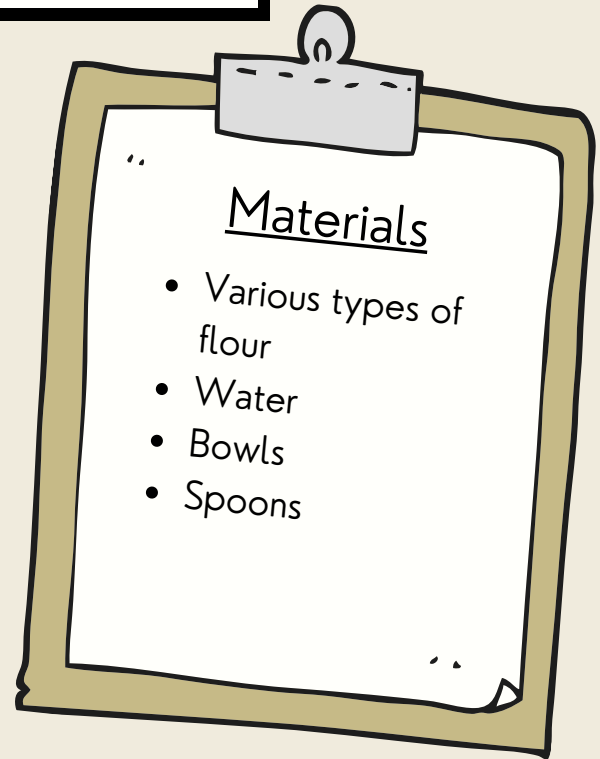 Materials
• Various types of
flour
• Water
• Bowls
• Spoons